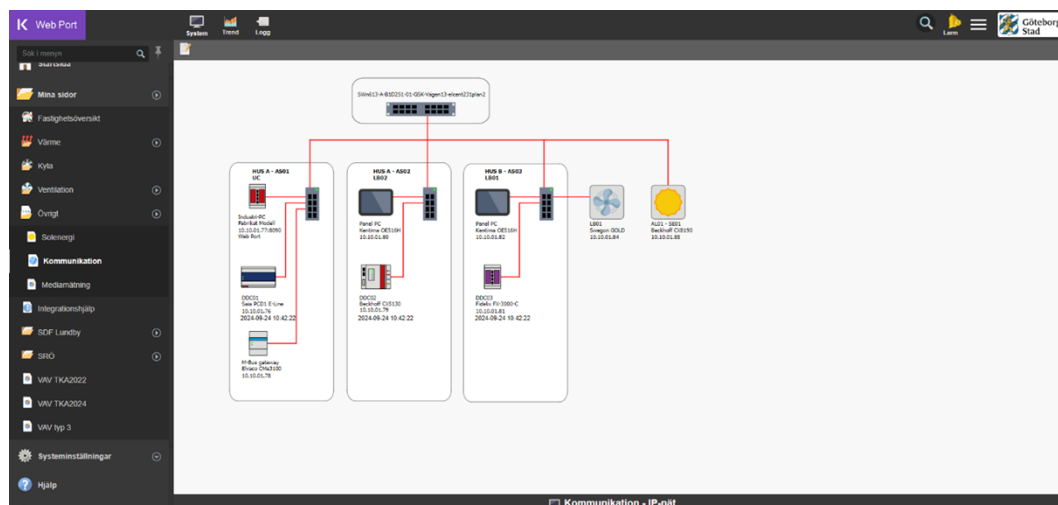 K Web Port
System
Trend
Logg
Larm
Göteborgs
Stad
Sök i menyn
Startsida
Mina sidor
Fastighetsöversikt
Värme
Kyla
Ventilation
Övrigt
Solenergi
Kommunikation
Mediamätning
Integrationshjälp
SDF Lundby
SRÖ
VAV TKA2022
VAV TKA2024
VAV typ 3
Systeminställningar
Hjälp
HUS A - AS01
UC
Industri-PC
Fabrikat Modell
10.10.01.77:8090
Web Port
DDC01
Saia PCD1 E-Line
10.10.01.76
2024-09-24 10:42:22
M-Bus gateway
Elvaco CMe3100
10.10.01.78
HUS A - AS02
LB02
Panel PC
Kentima OE516H
10.10.01.80
DDC02
Beckhoff CX5130
10.10.01.79
2024-09-24 10:42:22
HUS B - AS03
LB01
Panel PC
Kentima OE516H
10.10.01.82
DDC03
Fidelix FX-3000-C
10.10.01.81
2024-09-24 10:42:22
LB01
Swegon GOLD
10.10.01.84
AL01 - SE01
Beckhoff CX8190
Kommunikation - IP-nät